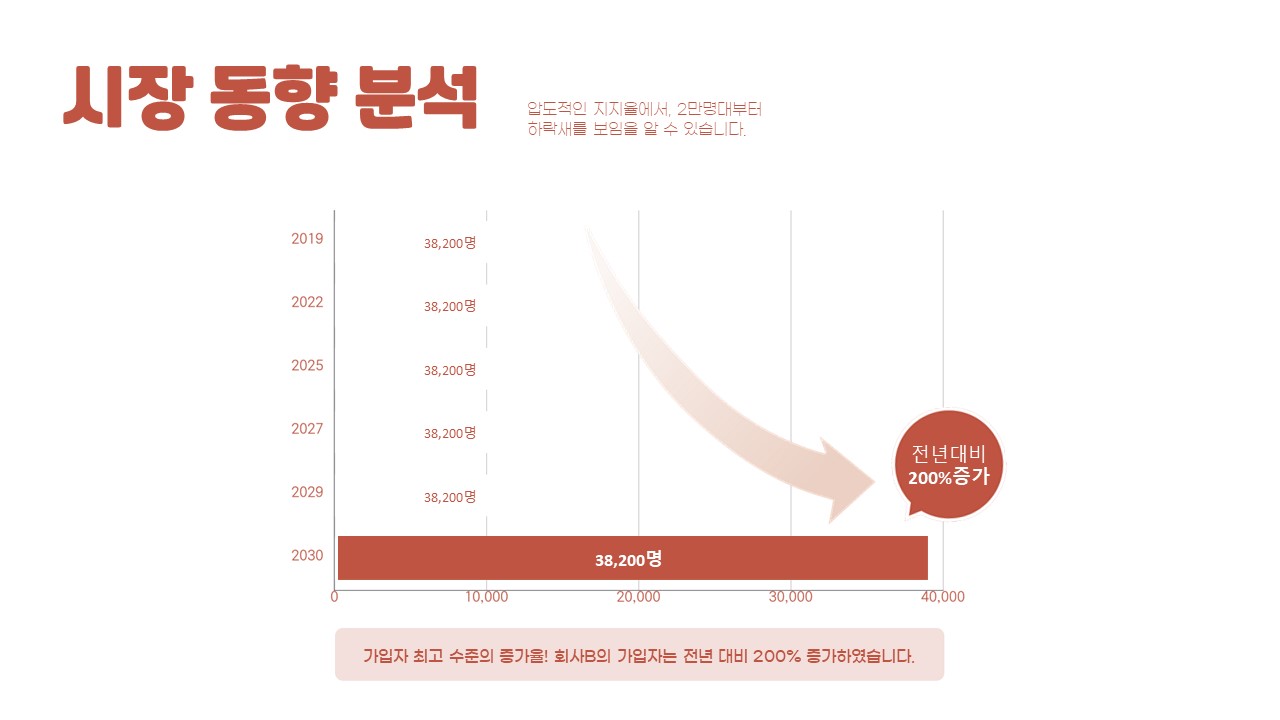 시장 동향 분석
압도적인 지지율에서, 2만명대부터
하락새를 보임을 알 수 있습니다.
2019
38,200명
2022
38,200명
2025
38,200명
2027
38,200명
전년대비
200%증가
2029
38,200명
2030
38,200명
0
10,000
20,000
30,000
40,000
가입자 최고 수준의 증가율! 회사B의 가입자는 전년 대비 200% 증가하였습니다.